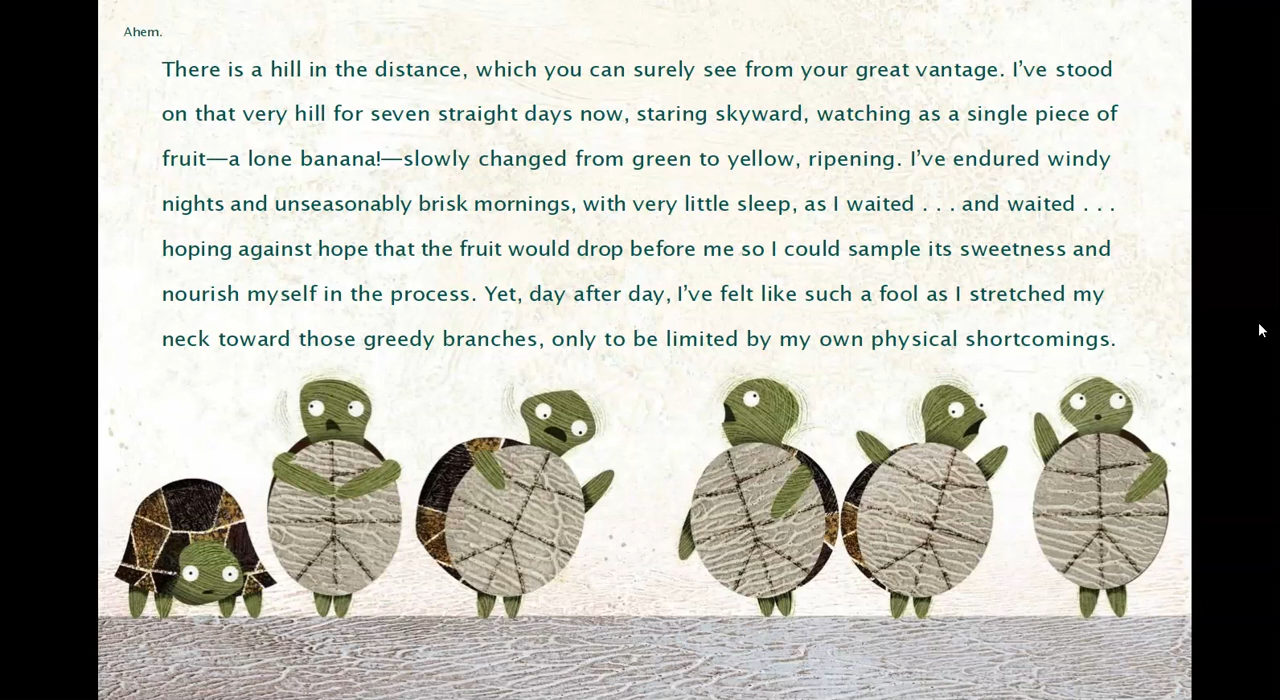 Ahem.
There is a hill in the distance, which you can surely see from your great vantage. I’ve stood
on that very hill for seven straight days now, staring skyward, watching as a single piece of
fruit—a lone banana!—slowly changed from green to yellow, ripening. I’ve endured windy
nights and unseasonably brisk mornings, with very little sleep, as I waited . . . and waited . . .
hoping against hope that the fruit would drop before me so I could sample its sweetness and
nourish myself in the process. Yet, day after day, I’ve felt like such a fool as I stretched my
neck toward those greedy branches, only to be limited by my own physical shortcomings.